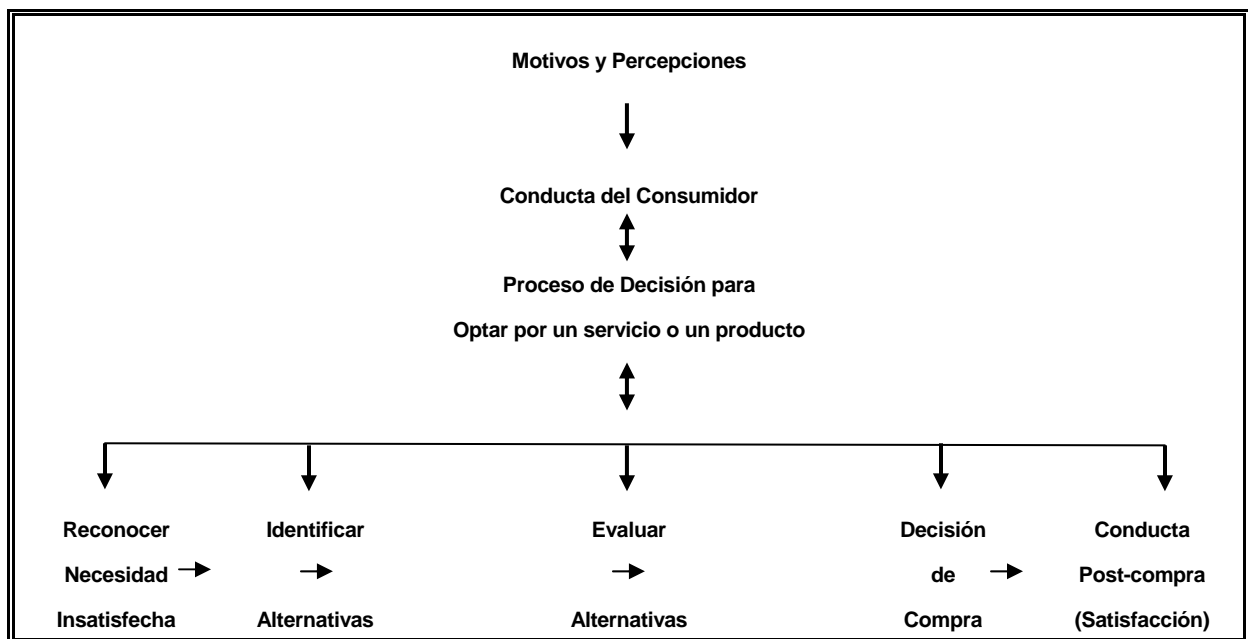 Motivos y Percepciones
Conducta del Consumidor
Proceso de Decisión para
Optar por un servicio o un producto
Reconocer
Necesidad
Insatisfecha
Identificar
Alternativas
Evaluar
Alternativas
Decisión
de
Compra
Conducta
Post-compra
(Satisfacción)